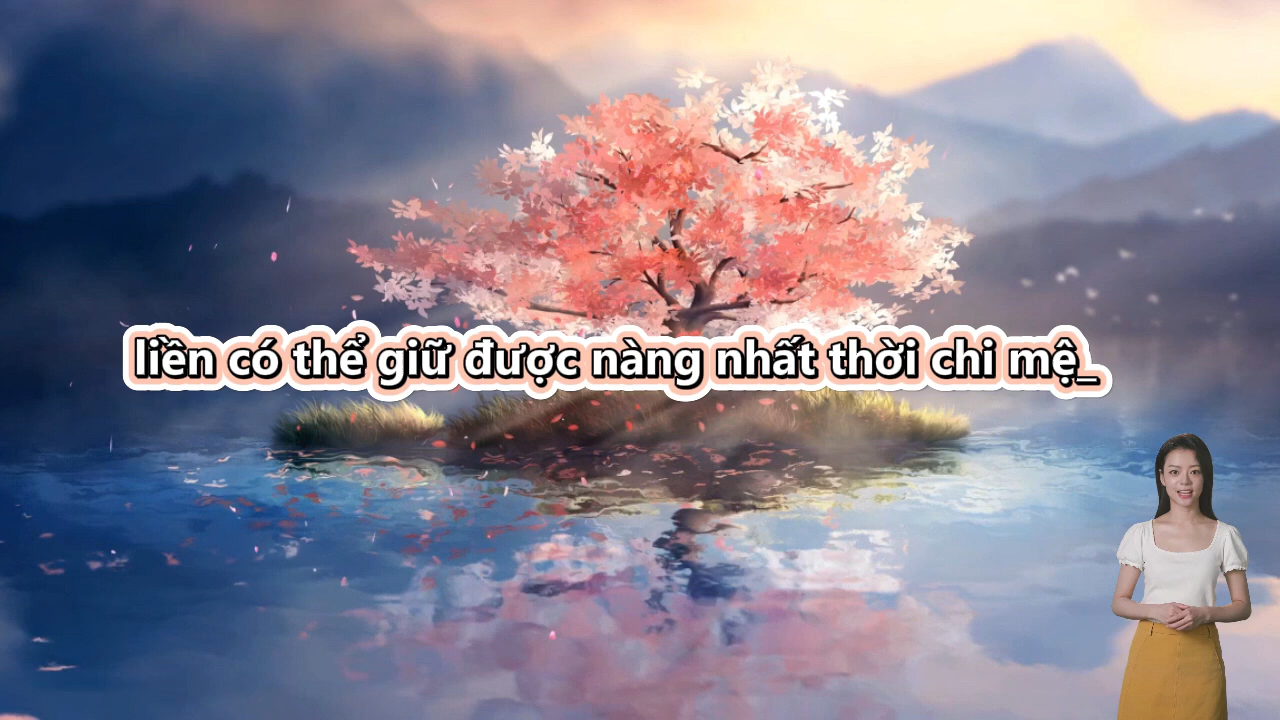 liền có thể giữ được nàng nhất thời chi mệ_